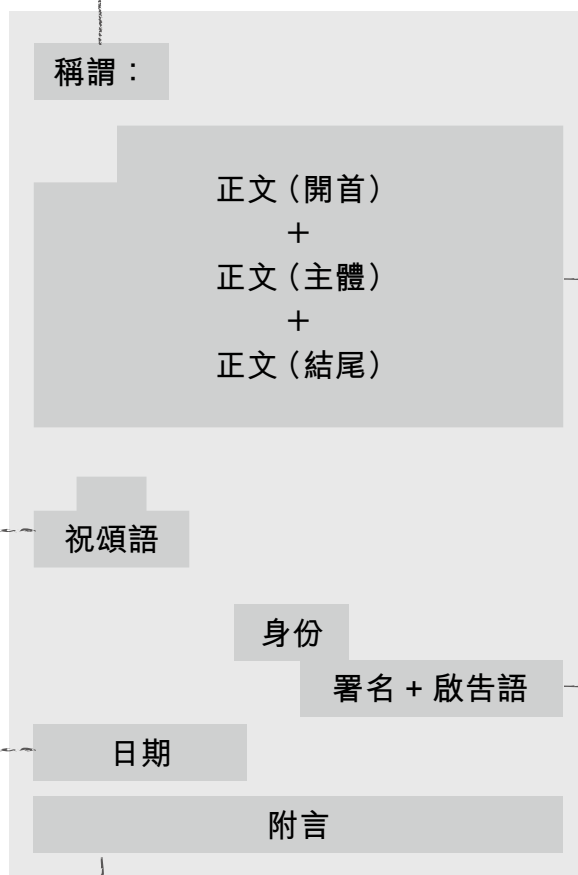 稱謂：
正文（開首）
＋
正文（主體）
＋
正文（結尾）
祝頌語
身份
署名 + 啟告語
日期
附言